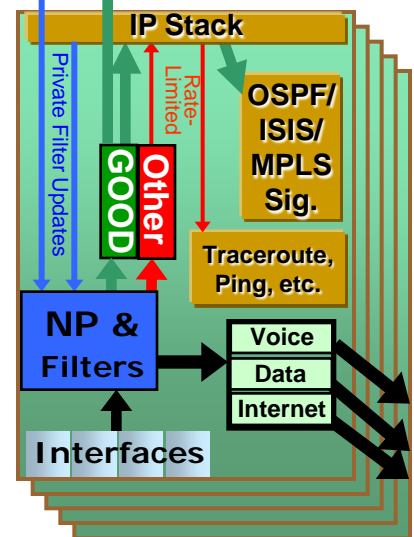 IP Stack
Private Filter Updates
GOOD
Other
Rate-
Limited
OSPF/
ISIS/
MPLS
Sig.
Traceroute,
Ping, etc.
NP &
Filters
Voice
Data
Internet
Interfaces